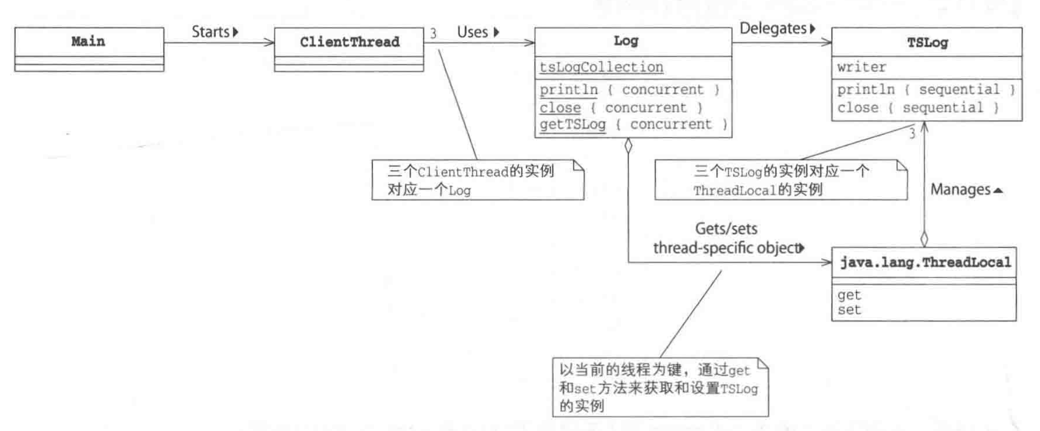 Main
Starts
ClientThread
3
Uses
Log
tsLogCollection
println { concurrent }
close { concurrent }
getTSLog { concurrent }
Delegates
TSLog
writer
println { sequential }
close { sequential }
3
三个ClientThread的实例
对应一个Log
三个TSLog的实例对应一个
ThreadLocal的实例
Manages
Gets/sets
thread-specific object
java.lang.ThreadLocal
get
set
以当前的线程为键，通过get
和set方法来获取和设置TSLog
的实例